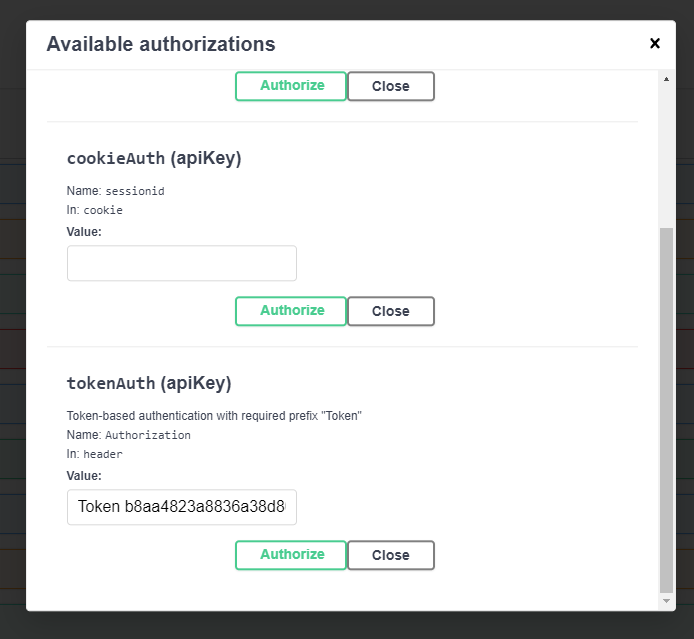 Available authorizations
Authorize Close
cookieAuth (apiKey)
Name: sessionid
In: cookie
Value:
Authorize Close
tokenAuth (apiKey)
Token-based authentication with required prefix "Token"
Name: Authorization
In: header
Value:
Token b8aa4823a8836a38d8
Authorize Close